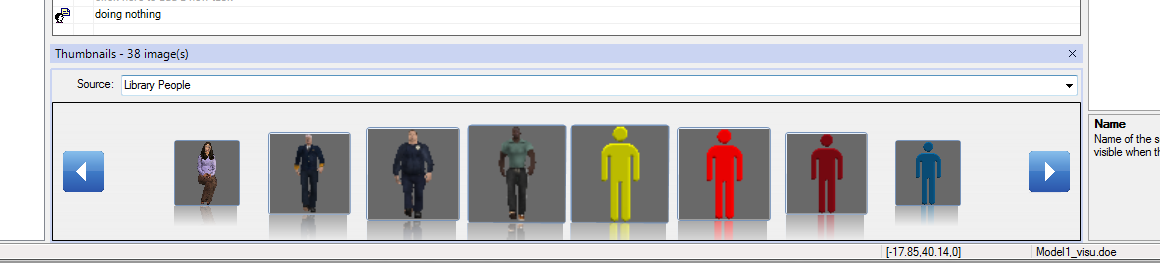 doing nothing
Thumbnails - 38 image(s)
Source: Library People
Name
Name of the s
visible when th
[-17.85,40.14,0] Model1_visu.doe